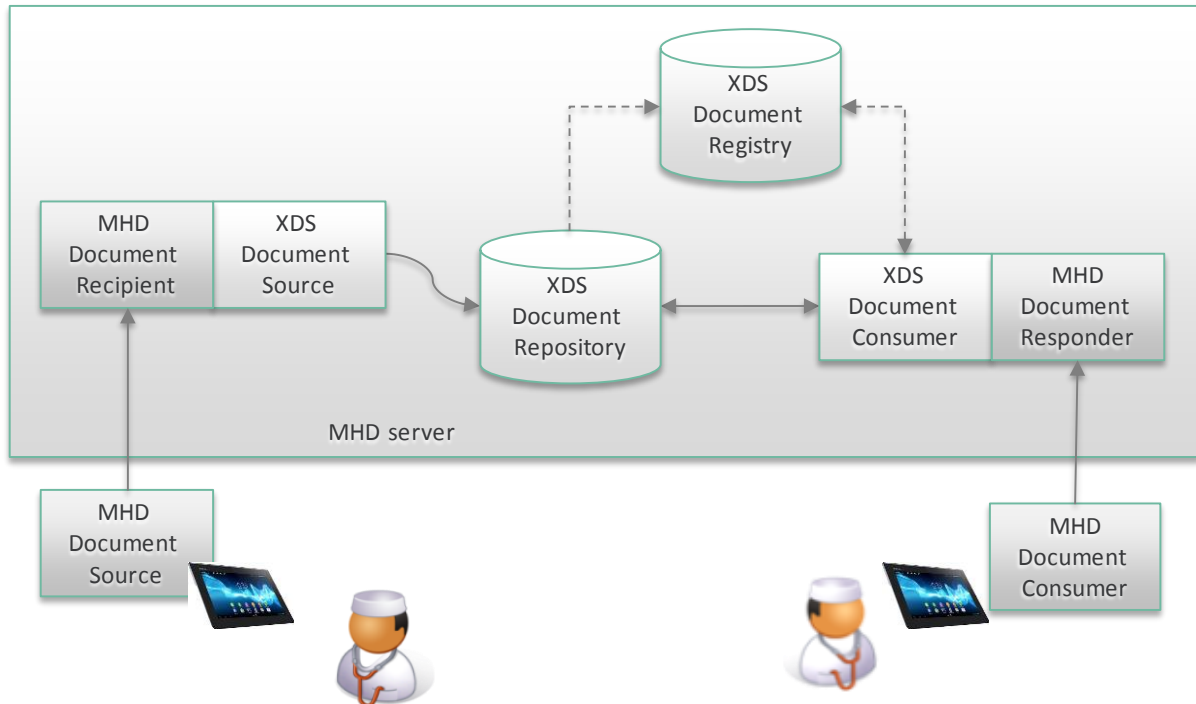 XDS
Document
Registry
MHD
Document
Recipient
XDS
Document
Source
XDS
Document
Repository
XDS
Document
Consumer
MHD
Document
Responder
MHD server
MHD
Document
Source
MHD
Document
Consumer